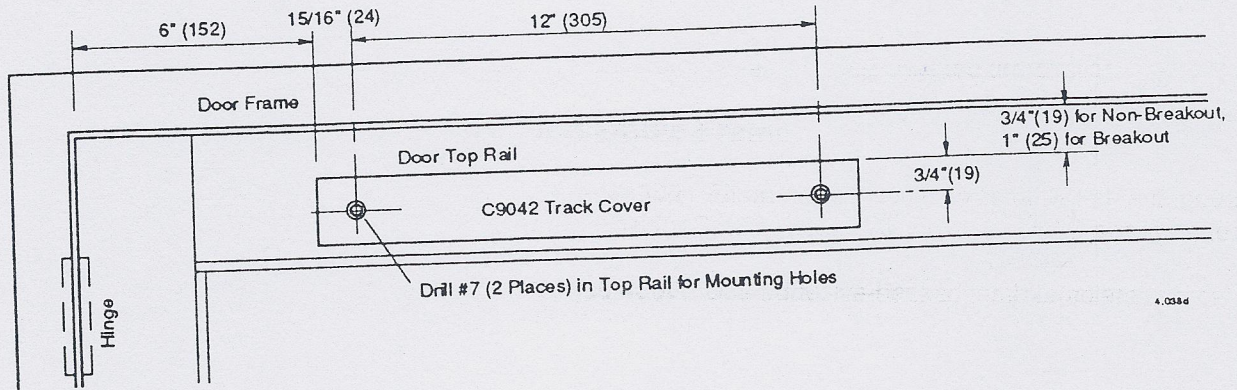 15/16" (24)
6" (152)
12" (305)
Door Frame
3/4"(19) for Non-Breakout,
1" (25) for Breakout
Door Top Rail
3/4"(19)
C9042 Track Cover
Drill #7 (2 Places) in Top Rail for Mounting Holes
Hinge
4.038d